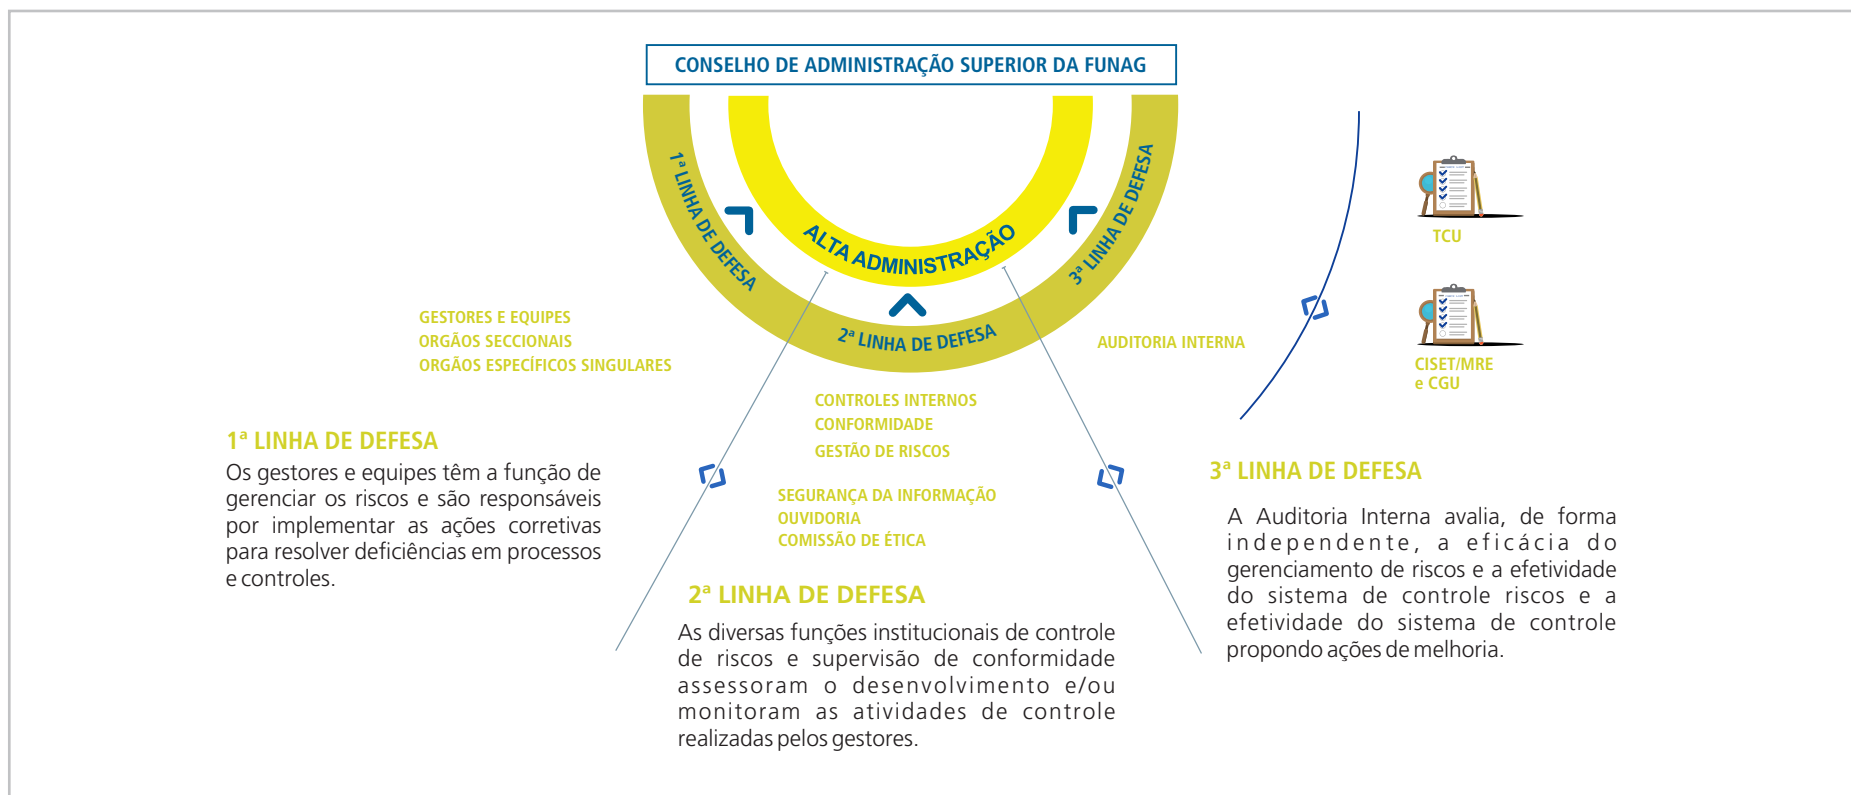 CONSELHO DE ADMINISTRAÇÃO SUPERIOR DA FUNAG
1ª LINHA DE DEFESA
ALTA ADMINISTRAÇÃO
2ª LINHA DE DEFESA
3ª LINHA DE DEFESA
TCU
CISET/MRE
e CGU
GESTORES E EQUIPES
ORGÃOS SECCIONAIS
ORGÃOS ESPECÍFICOS SINGULARES
AUDITORIA INTERNA
CONTROLES INTERNOS
CONFORMIDADE
GESTÃO DE RISCOS
SEGURANÇA DA INFORMAÇÃO
OUVIDORIA
COMISSÃO DE ÉTICA
1ª LINHA DE DEFESA
Os gestores e equipes têm a função de
gerenciar os riscos e são responsáveis
por implementar as ações corretivas
para resolver deficiências em processos
e controles.
2ª LINHA DE DEFESA
As diversas funções institucionais de controle
de riscos e supervisão de conformidade
assessoram o desenvolvimento e/ou
monitoram as atividades de controle
realizadas pelos gestores.
3ª LINHA DE DEFESA
A Auditoria Interna avalia, de forma
independente, a eficácia do
gerenciamento de riscos e a efetividade
do sistema de controle riscos e a
efetividade do sistema de controle
propondo ações de melhoria.